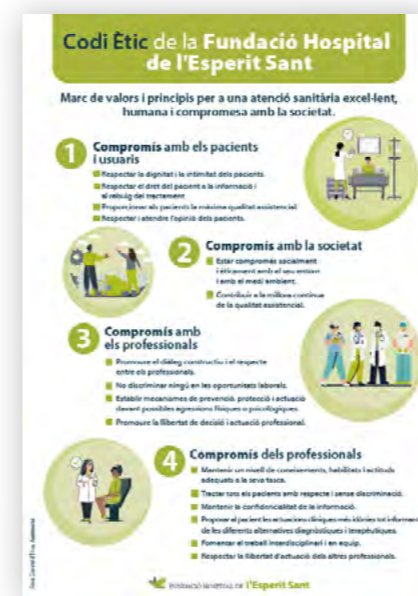 Codi Ètic de la Fundació Hospital
de l'Esperit Sant
Marc de valors i principis per a una atenció sanitària excel·lent,
humana i compromesa amb la societat.
1
Compromís amb els pacients
i usuaris
Respectar la dignitat i la intimitat dels pacients.
Respectar el dret del pacient a la informació i
al rebuig del tractament.
Proporcionar als pacients la màxima qualitat assistencial.
Respectar i atendre l'opinió dels pacients.
2
Compromís amb la societat
Estar compromès socialment
i èticament amb el seu entorn
i amb el medi ambient.
Contribuir a la millora contínua
de la qualitat assistencial.
3
Compromís amb
els professionals
Promoure el diàleg constructiu i el respecte
entre els professionals.
No discriminar ningú en les oportunitats laborals.
Establir mecanismes de prevenció, protecció i actuació
davant possibles agressions físiques o psicològiques.
Promoure la llibertat de decisió i actuació professional.
4
Compromís dels professionals
Mantenir un nivell de coneixements, habilitats i actituds
adequats a la seva tasca.
Tractar tots els pacients amb respecte i sense discriminació.
Mantenir la confidencialitat de la informació.
Proposar al pacient les actuacions clíniques més idònies tot informant
de les diferents alternatives diagnòstiques i terapèutiques.
Fomentar el treball interdisciplinari i en equip.
Respectar la llibertat d'actuació dels altres professionals.
FUNDACIÓ HOSPITAL DE l'Esperit Sant